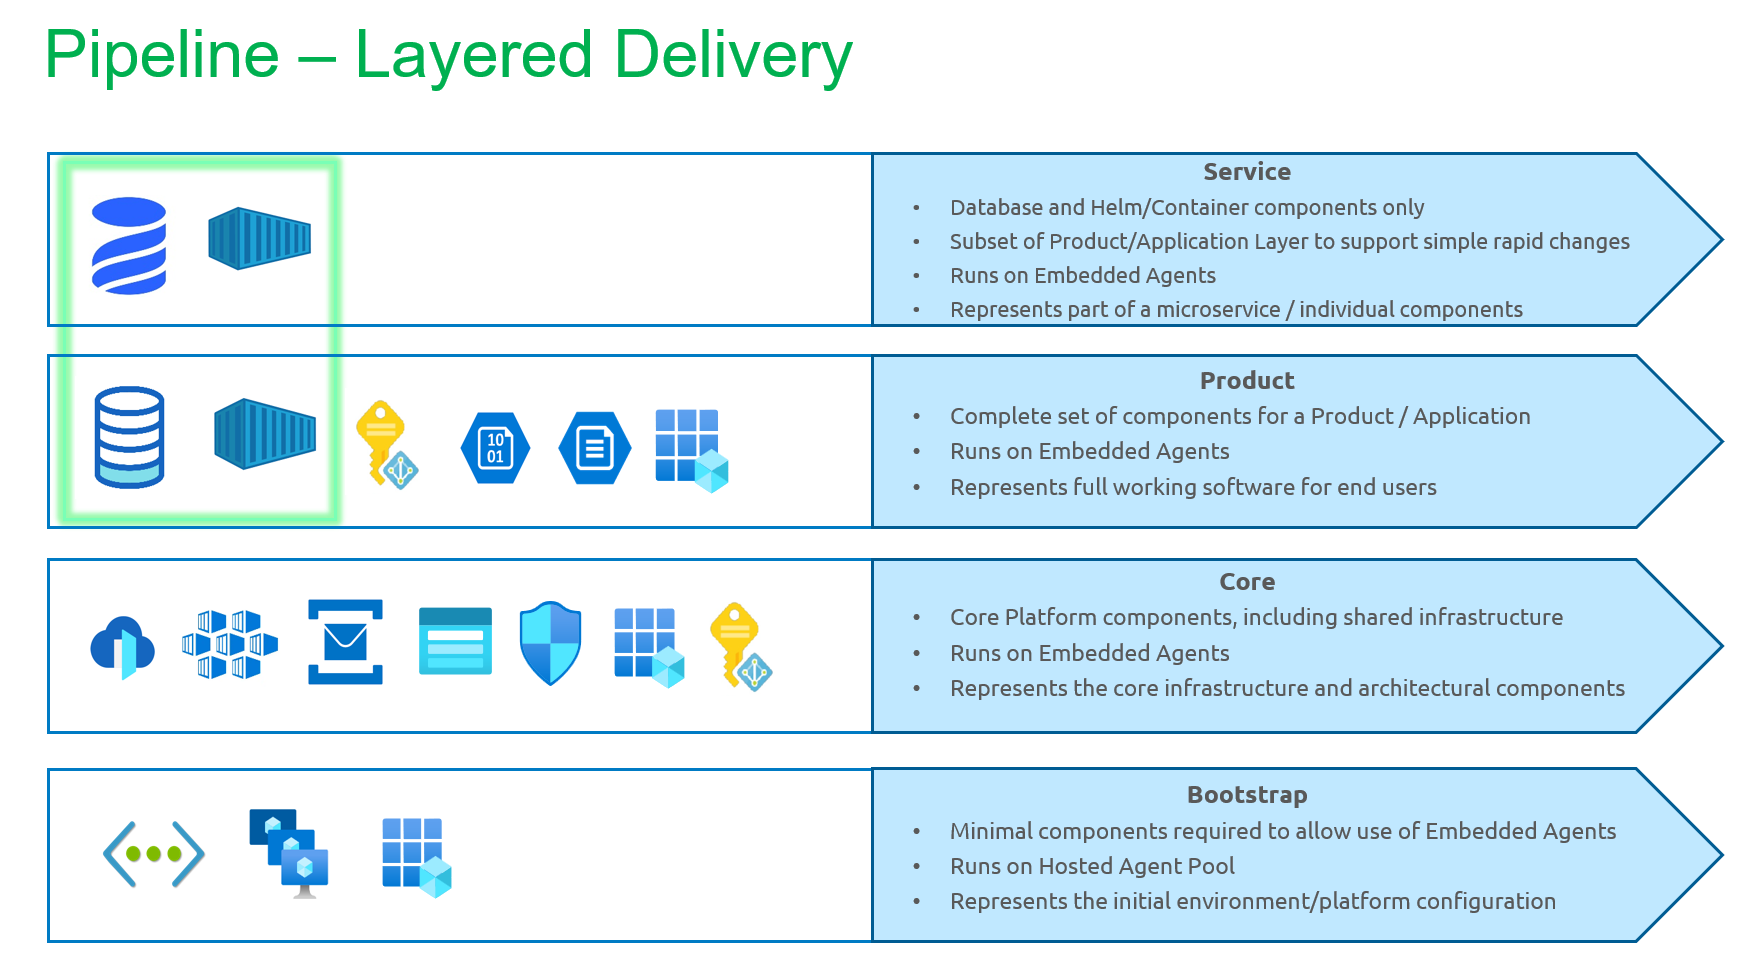 Pipeline – Layered Delivery
Service
• Database and Helm/Container components only
• Subset of Product/Application Layer to support simple rapid changes
• Runs on Embedded Agents
• Represents part of a microservice / individual components
Product
• Complete set of components for a Product / Application
• Runs on Embedded Agents
• Represents full working software for end users
10
01
Core
• Core Platform components, including shared infrastructure
• Runs on Embedded Agents
• Represents the core infrastructure and architectural components
Bootstrap
• Minimal components required to allow use of Embedded Agents
• Runs on Hosted Agent Pool
• Represents the initial environment/platform configuration